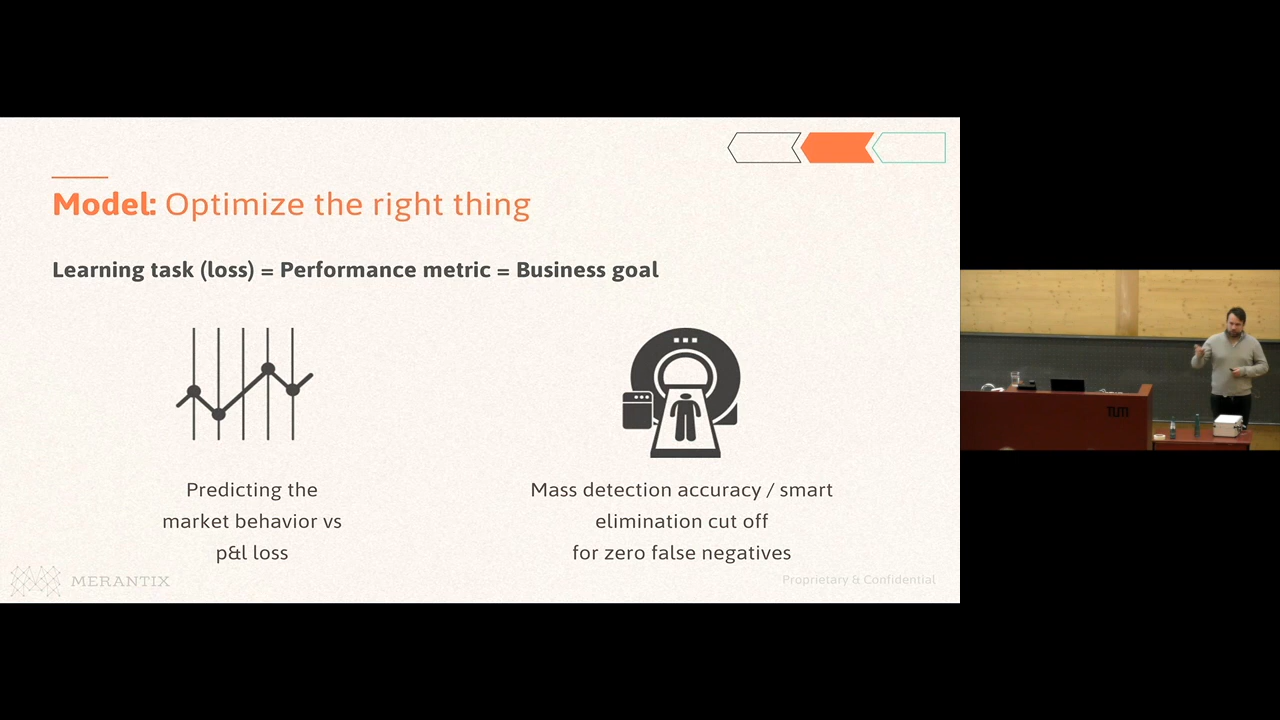 Model: Optimize the right thing
Learning task (loss) = Performance metric = Business goal
Predicting the
market behavior vs
p&l loss
Mass detection accuracy / smart
elimination cut off
for zero false negatives
MERANTIX
Proprietary & Confidential
TUM